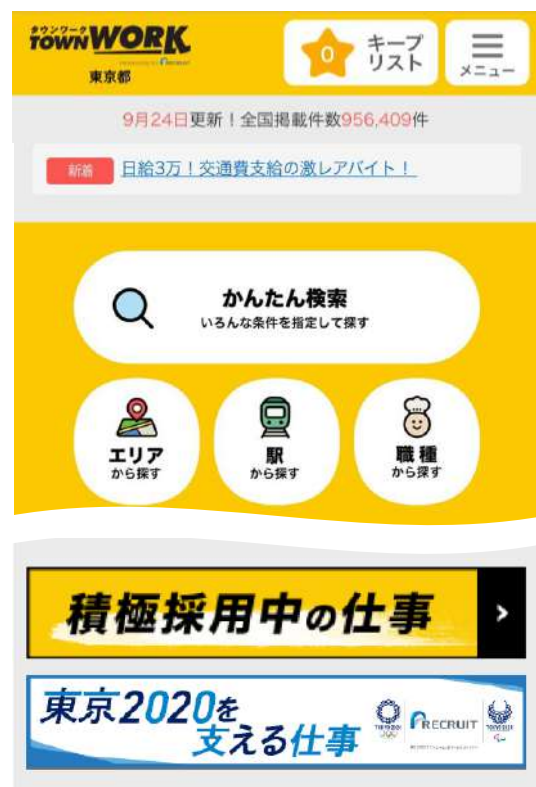 タウンワーク
TOWNWORK
東京都
0
キープ
リスト
メニュー
9月24日更新！全国掲載件数956,409件
新着 日給3万！交通費支給の激レアバイト！
かんたん検索
いろんな条件を指定して探す
エリア
から探す
駅
から探す
職種
から探す
積極採用中の仕事
東京2020を
支える仕事
RECRUIT